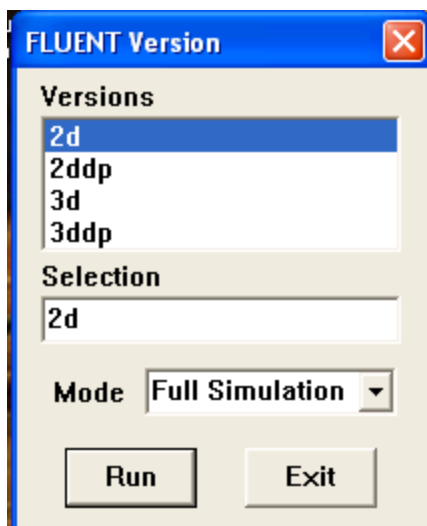 FLUENT Version
Versions
2d
2ddp
3d
3ddp
Selection
2d
Mode Full Simulation
Run Exit